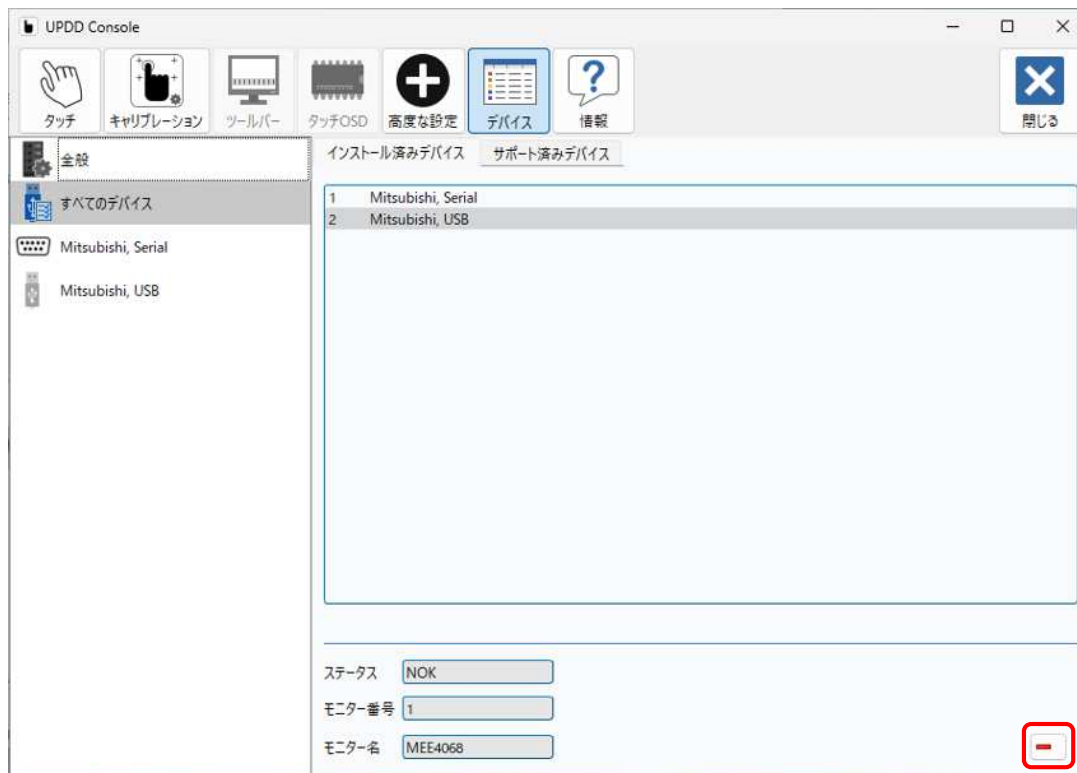 UPDD Console
タッチ
キャリブレーション
ツールバー
タッチOSD
高度な設定
デバイス
情報
閉じる
全般
すべてのデバイス
Mitsubishi, Serial
Mitsubishi, USB
インストール済みデバイス
サポート済みデバイス
1 Mitsubishi, Serial
2 Mitsubishi, USB
ステータス NOK
モニター番号 1
モニター名 MEE4068